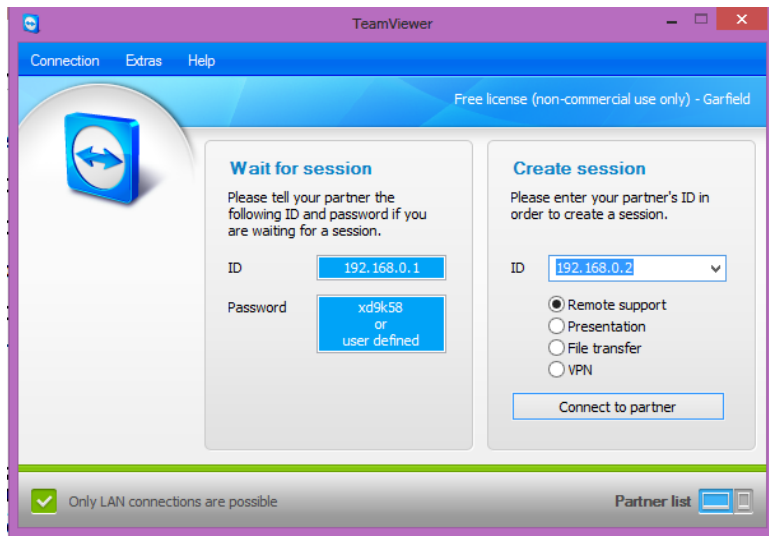 TeamViewer
Connection Extras Help
Free license (non-commercial use only) - Garfield
Wait for session
Please tell your partner the
following ID and password if you
are waiting for a session.
ID 192.168.0.1
Password xd9k58
or
user defined
Create session
Please enter your partner's ID in
order to create a session.
ID 192.168.0.2
Remote support
Presentation
File transfer
VPN
Connect to partner
Only LAN connections are possible
Partner list